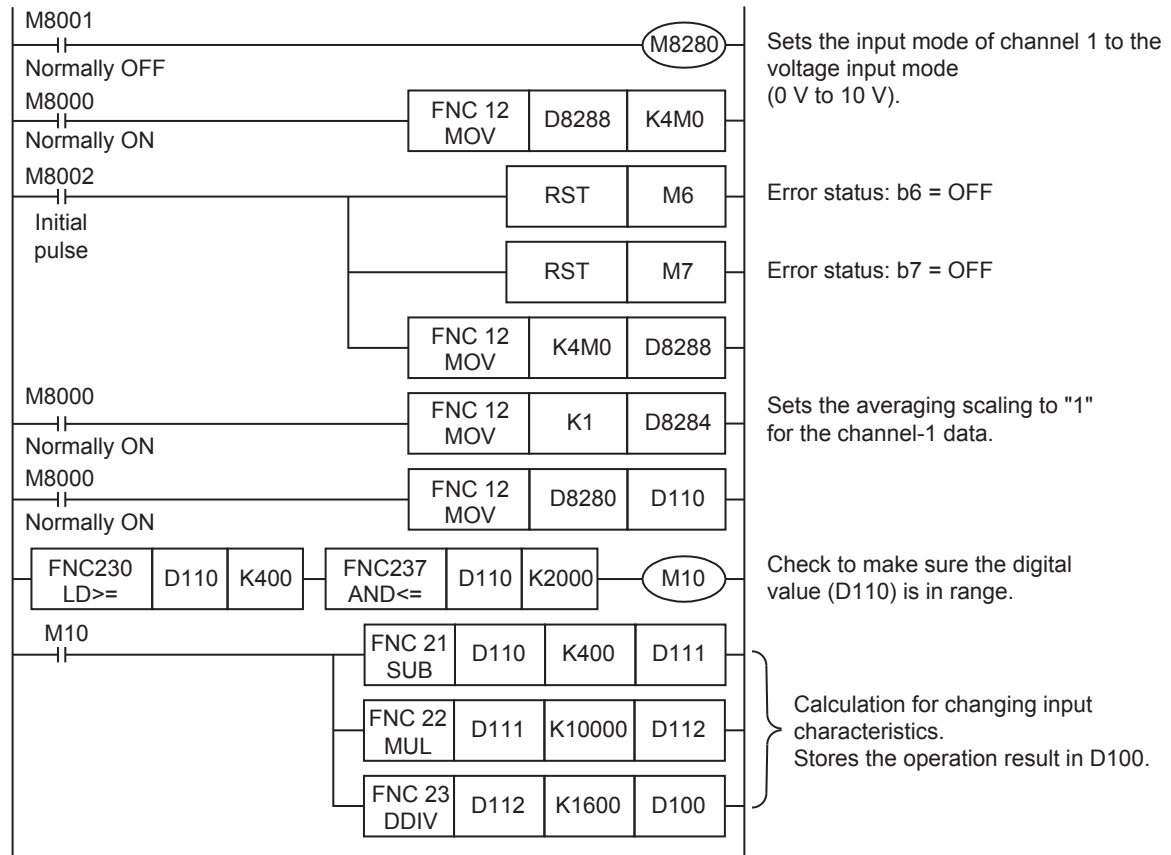 M8001
M8280
Normally OFF
Sets the input mode of channel 1 to the
voltage input mode
(0 V to 10 V).
M8000
FNC 12
MOV
D8288
K4M0
Normally ON
M8002
RST
M6
Error status: b6 = OFF
Initial
pulse
RST
M7
Error status: b7 = OFF
FNC 12
MOV
K4M0
D8288
M8000
FNC 12
MOV
K1
D8284
Sets the averaging scaling to "1"
for the channel-1 data.
Normally ON
M8000
FNC 12
MOV
D8280
D110
Normally ON
FNC230
LD>=
D110
K400
FNC237
AND<=
D110
K2000
M10
Check to make sure the digital
value (D110) is in range.
M10
FNC 21
SUB
D110
K400
D111
FNC 22
MUL
D111
K10000
D112
Calculation for changing input
characteristics.
Stores the operation result in D100.
FNC 23
DDIV
D112
K1600
D100